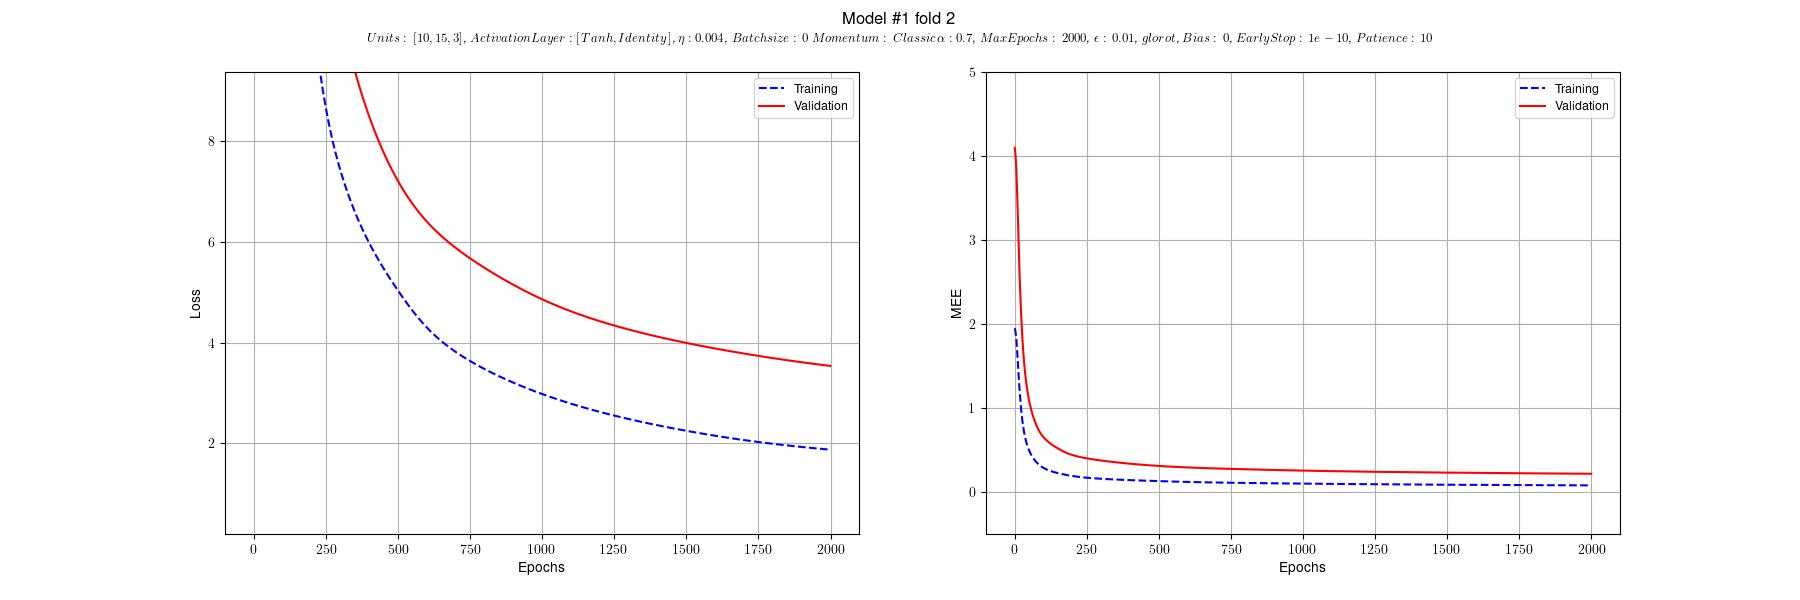 Model #1 fold 2
Units : [10, 15, 3], ActivationLayer : [Tanh, Identity], η : 0.004, Batchsize : 0 Momentum : Classicα : 0.7, MaxEpochs : 2000, ϵ : 0.01, glorot, Bias : 0, EarlyStop : 1e − 10, Patience : 10
Training
Validation
8
6
4
2
Loss
0 250 500 750 1000 1250 1500 1750 2000
Epochs
Training
Validation
5
4
3
2
1
0
MEE
0 250 500 750 1000 1250 1500 1750 2000
Epochs